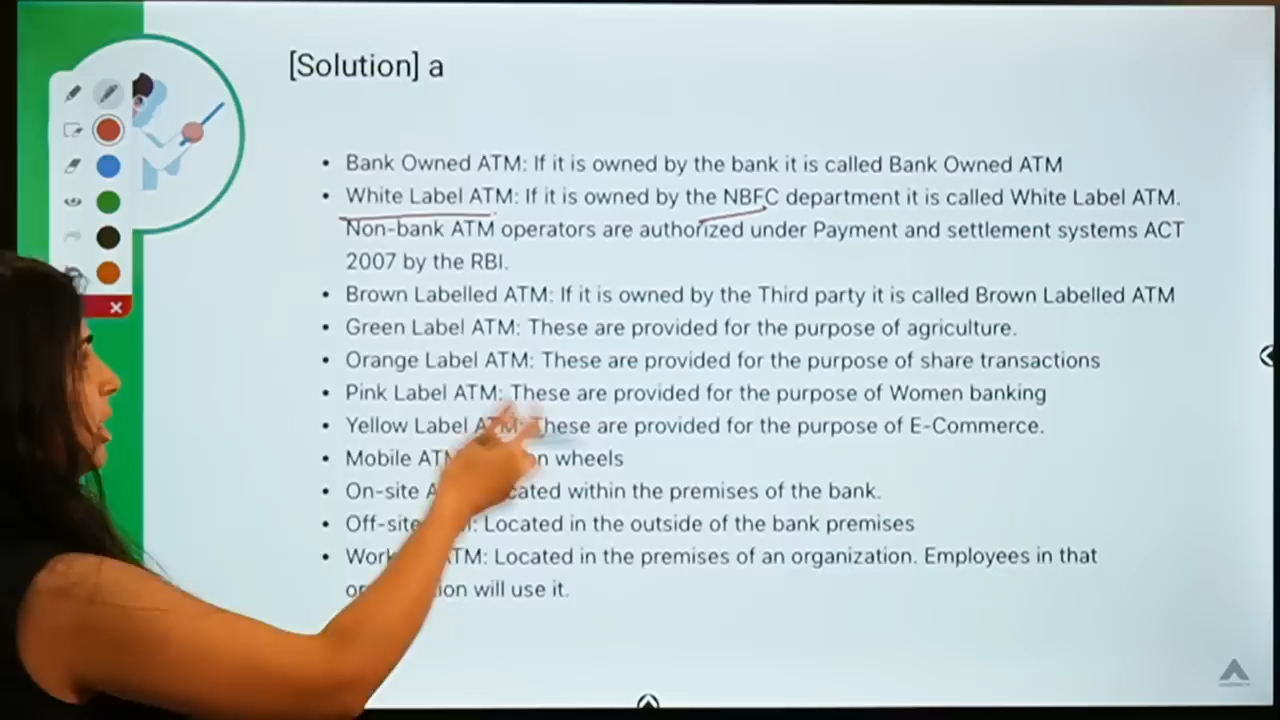 [Solution] a
• Bank Owned ATM: If it is owned by the bank it is called Bank Owned ATM
• White Label ATM: If it is owned by the NBFC department it is called White Label ATM.
Non-bank ATM operators are authorized under Payment and settlement systems ACT
2007 by the RBI.
• Brown Labelled ATM: If it is owned by the Third party it is called Brown Labelled ATM
• Green Label ATM: These are provided for the purpose of agriculture.
• Orange Label ATM: These are provided for the purpose of share transactions
• Pink Label ATM: These are provided for the purpose of Women banking
• Yellow Label ATM: These are provided for the purpose of E-Commerce.
• Mobile ATM on wheels
• On-site located within the premises of the bank.
• Off-site Located in the outside of the bank premises
• ATM: Located in the premises of an organization. Employees in that
will use it.